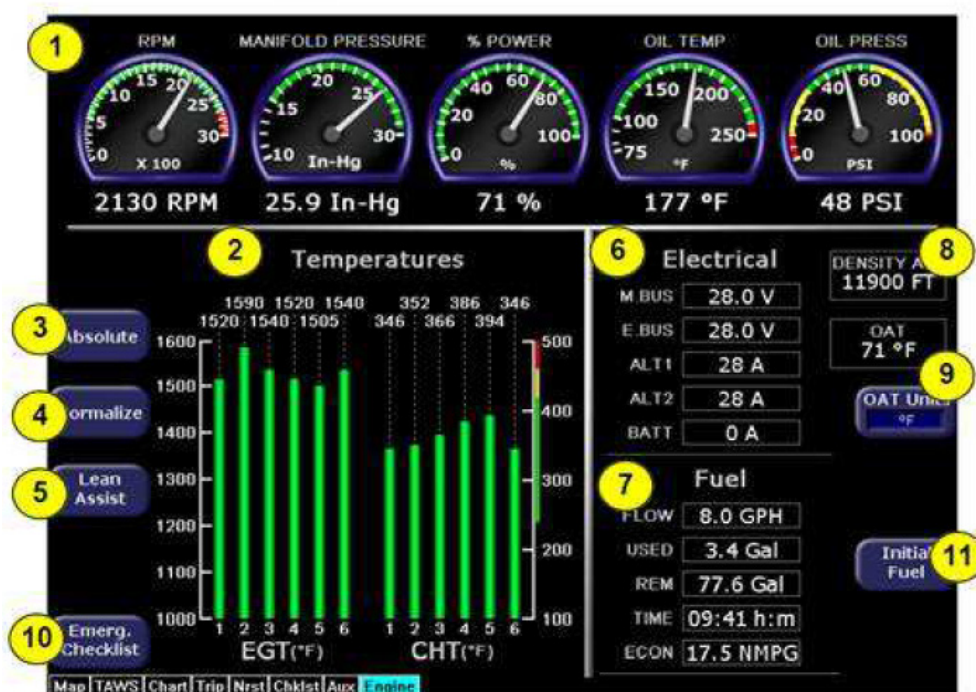 1
RPM
MANIFOLD PRESSURE
% POWER
OIL TEMP
OIL PRESS
0 5 10 15 20 25 30
X 100
10 15 20 25 30
In-Hg
0 20 40 60 80 100
%
75 100 150 200 250
°F
0 20 40 60 80 100
PSI
2130 RPM
25.9 In-Hg
71 %
177 °F
48 PSI
2
Temperatures
3
Absolute
4
Normalize
5
Lean
Assist
10
Emerg.
Checklist
1590 1520 1540
1520 1540 1505
352 386 346
346 366 394
1600
1500
1400
1300
1200
1100
1000
500
400
300
200
100
1 2 3 4 5 6
EGT(°F)
1 2 3 4 5 6
CHT(°F)
6
Electrical
M.BUS 28.0 V
E.BUS 28.0 V
ALT1 28 A
ALT2 28 A
BATT 0 A
7
Fuel
FLOW 8.0 GPH
USED 3.4 Gal
REM 77.6 Gal
TIME 09:41 h:m
ECON 17.5 NMPG
8
DENSITY A
11900 FT
OAT
71 °F
9
OAT Units
°F
11
Initial
Fuel
Map TAWS Chart Trip Nrst Chklst Aux Engine